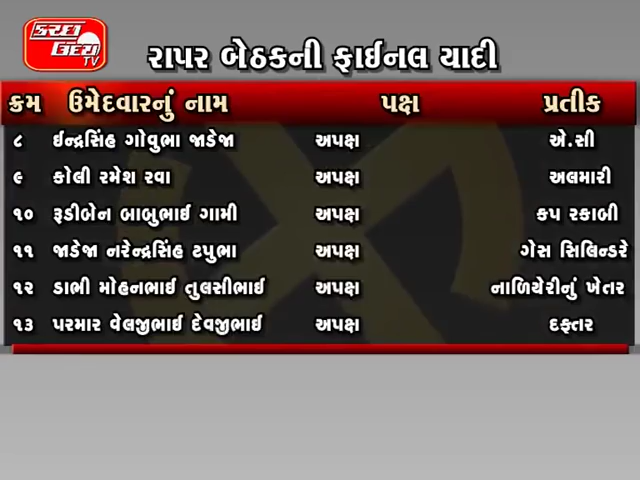 કચ્છ ઉદય TV
રાપર બેઠકની ફાઈનલ યાદી
ક્રમ ઉમેદવારનું નામ પક્ષ પ્રતીક
૮ ઈન્દ્રસિંહ ગોવુભા જાડેજા અપક્ષ એ.સી
૯ કોલી રમેશ રવા અપક્ષ અલમારી
૧૦ રૂડીબેન બાબુભાઈ ગામી અપક્ષ કપ રકાબી
૧૧ જાડેજા નરેન્દ્રસિંહ ટપુભા અપક્ષ ગેસ સિલિન્ડરે
૧૨ ડાભી મોહનભાઈ તુલસીભાઈ અપક્ષ નાળિયેરીનું ખેતર
૧૩ પરમાર વેલજીભાઈ દેવજીભાઈ અપક્ષ દફતર